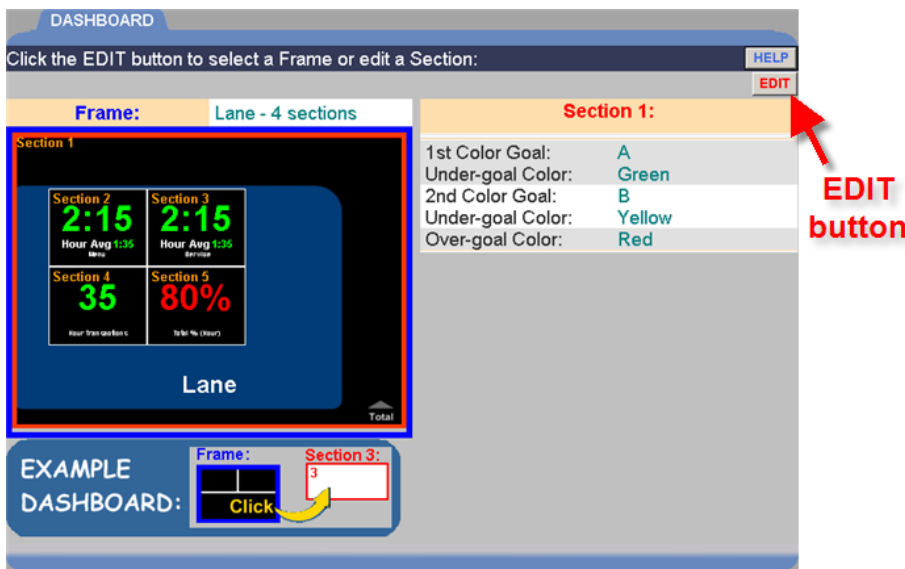 DASHBOARD
Click the EDIT button to select a Frame or edit a Section:
HELP
EDIT
Frame:
Lane - 4 sections
Section 1:
Section 1
Section 2
2:15
Hour Avg 1:35
Menu
Section 3
2:15
Hour Avg 1:35
Service
Section 4
35
Hour Transactions
Section 5
80%
Total % (Hour)
Lane
Total
1st Color Goal: A
Under-goal Color: Green
2nd Color Goal: B
Under-goal Color: Yellow
Over-goal Color: Red
EDIT
button
EXAMPLE
DASHBOARD:
Frame:
Click
Section 3:
3